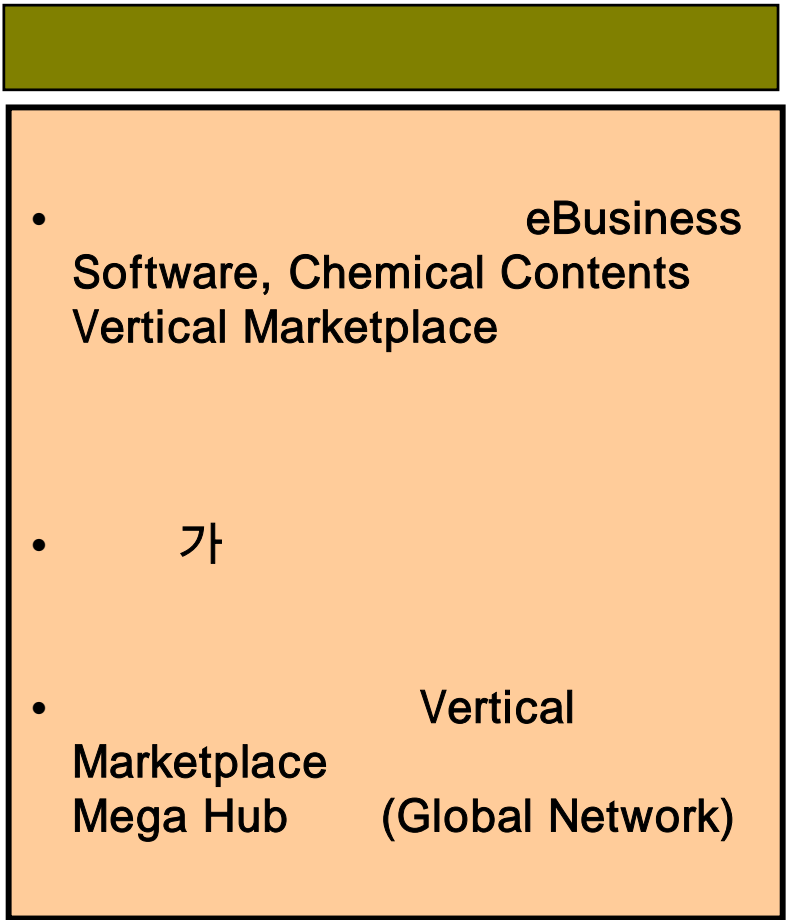 • eBusiness
Software, Chemical Contents
Vertical Marketplace
• 가
• Vertical
Marketplace
Mega Hub (Global Network)